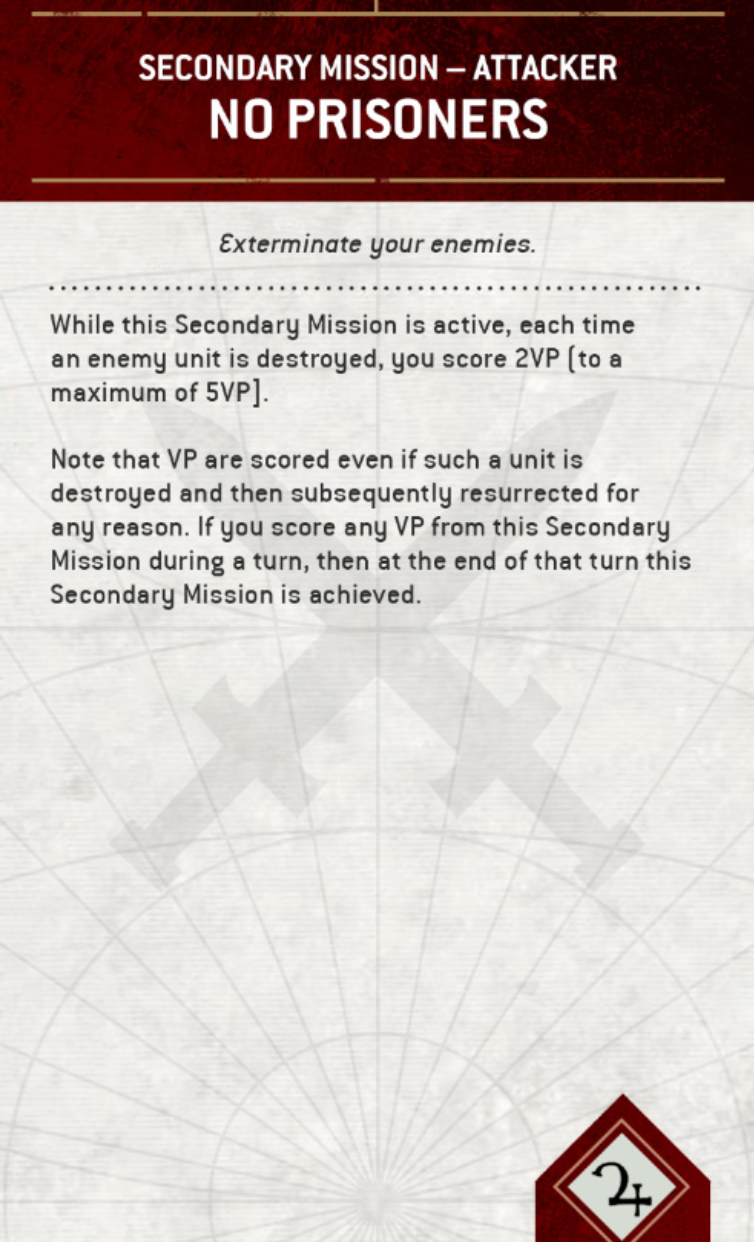 SECONDARY MISSION – ATTACKER
NO PRISONERS
Exterminate your enemies.
While this Secondary Mission is active, each time
an enemy unit is destroyed, you score 2VP [to a
maximum of 5VP].
Note that VP are scored even if such a unit is
destroyed and then subsequently resurrected for
any reason. If you score any VP from this Secondary
Mission during a turn, then at the end of that turn this
Secondary Mission is achieved.